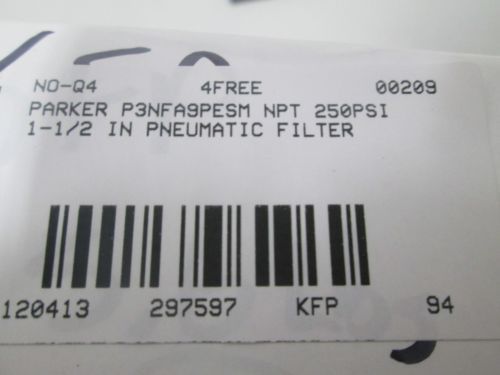 NO-Q4 4FREE 00209
PARKER P3NFA9PESM NPT 250PSI
1-1/2 IN PNEUMATIC FILTER
120413 297597 KFP 94